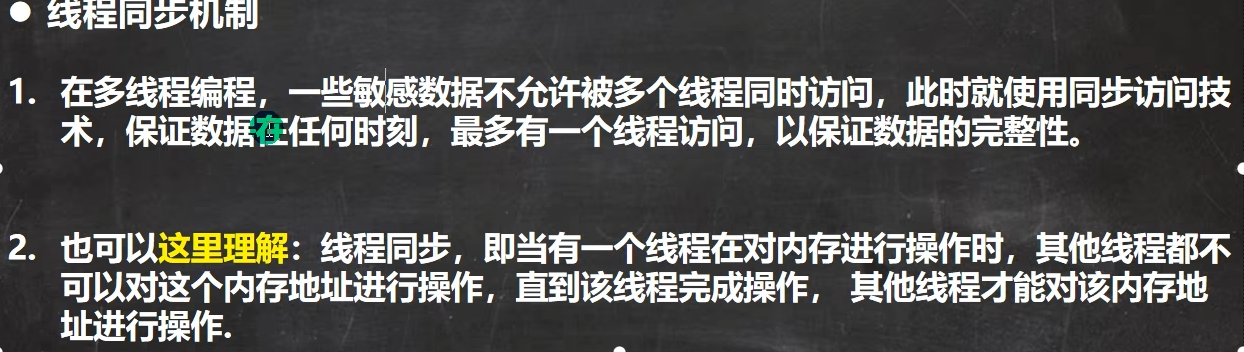 ● 线程同步机制
1. 在多线程编程，一些敏感数据不允许被多个线程同时访问，此时就使用同步访问技
术，保证数据在任何时刻，最多有一个线程访问，以保证数据的完整性。
2. 也可以这里理解：线程同步，即当有一个线程在对内存进行操作时，其他线程都不
可以对这个内存地址进行操作，直到该线程完成操作， 其他线程才能对该内存地
址进行操作.